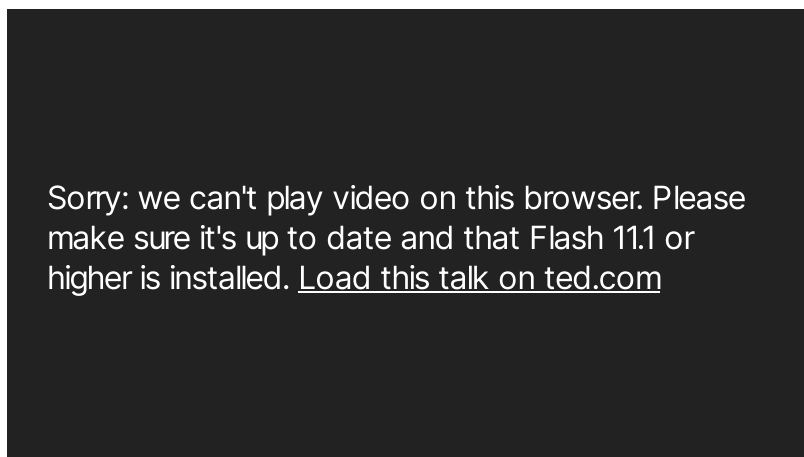 Sorry: we can't play video on this browser. Please
make sure it's up to date and that Flash 11.1 or
higher is installed. Load this talk on ted.com